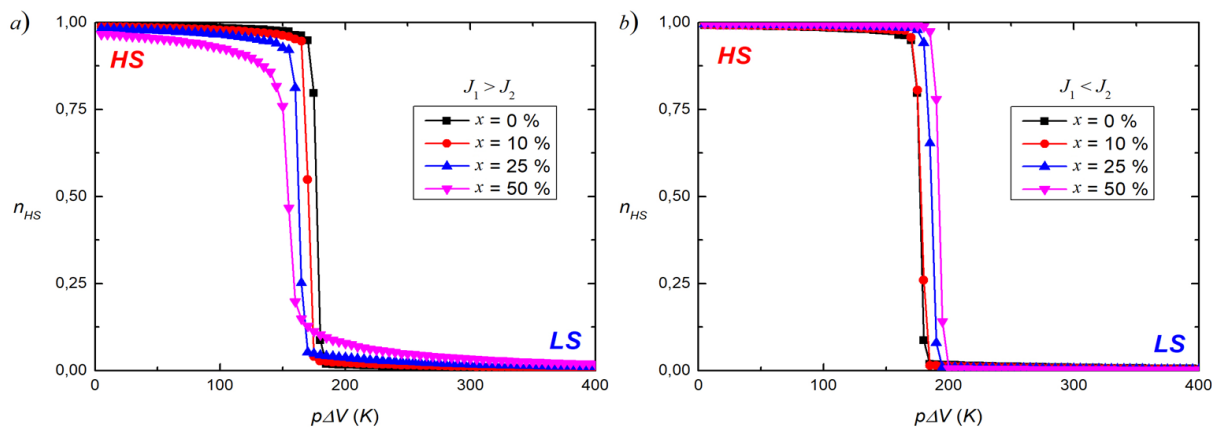 a)
1,00
0,75
0,50
0,25
0,00
n_HS
HS
J₁ > J₂
x = 0 %
x = 10 %
x = 25 %
x = 50 %
LS
0 100 200 300 400
pΔV (K)
b)
1,00
0,75
0,50
0,25
0,00
n_HS
HS
J₁ < J₂
x = 0 %
x = 10 %
x = 25 %
x = 50 %
LS
0 100 200 300 400
pΔV (K)